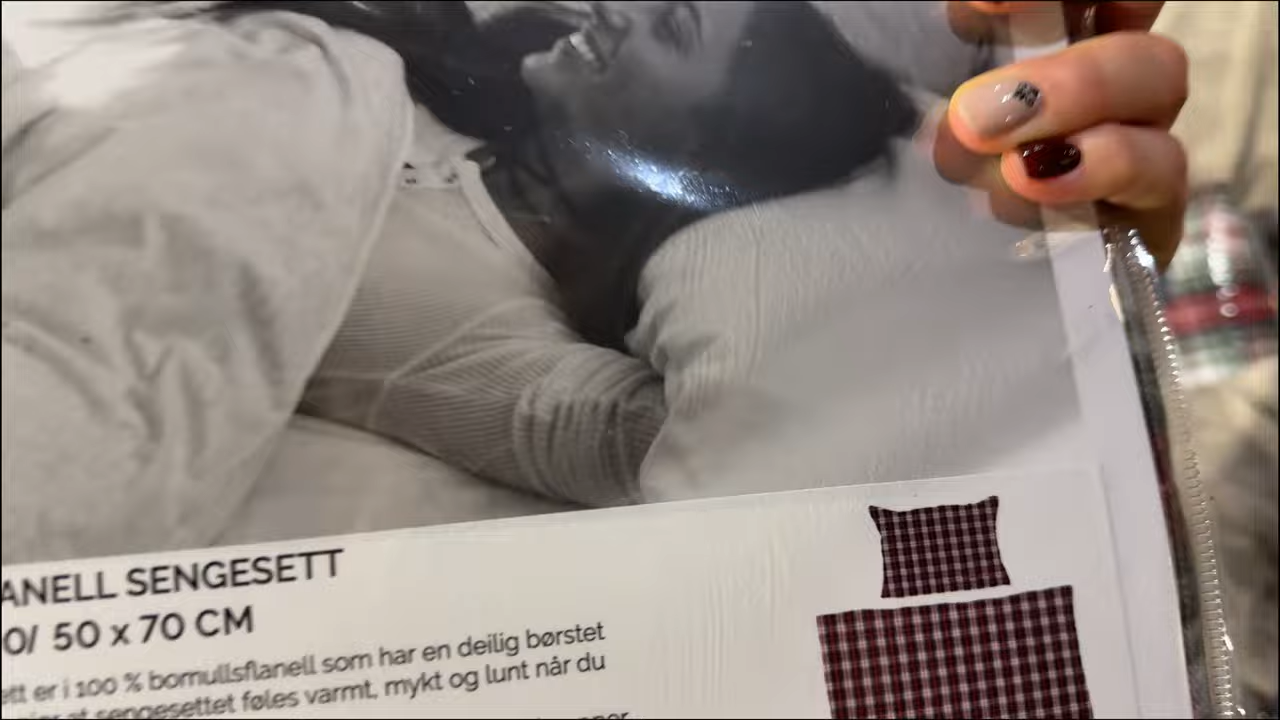 ANELL SENGESETT
0/ 50 x 70 CM
ett er i 100 % bomullsflanell som har en deilig børstet
at sengesettet føles varmt, mykt og lunt når du